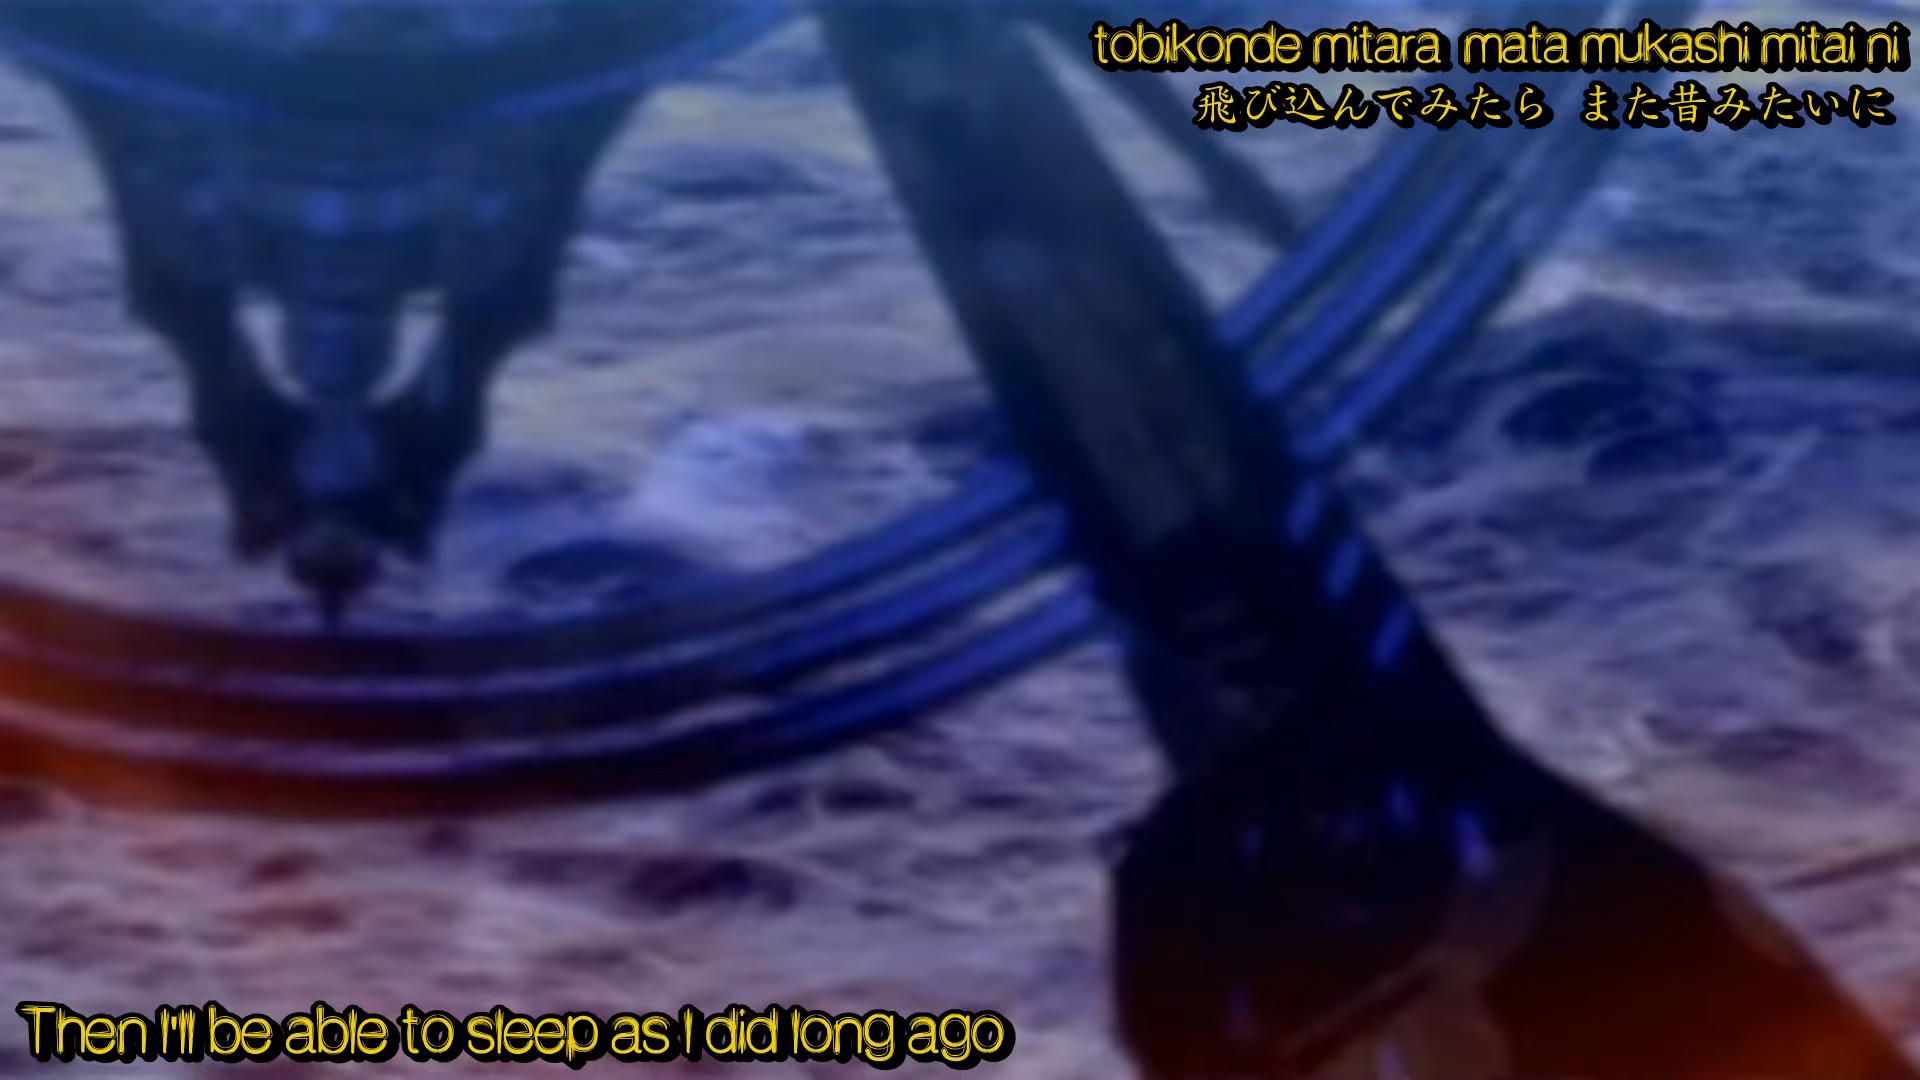 tobikonde mitara mata mukashi mitai ni
飛び込んでみたら また昔みたいに
Then I'll be able to sleep as I did long ago